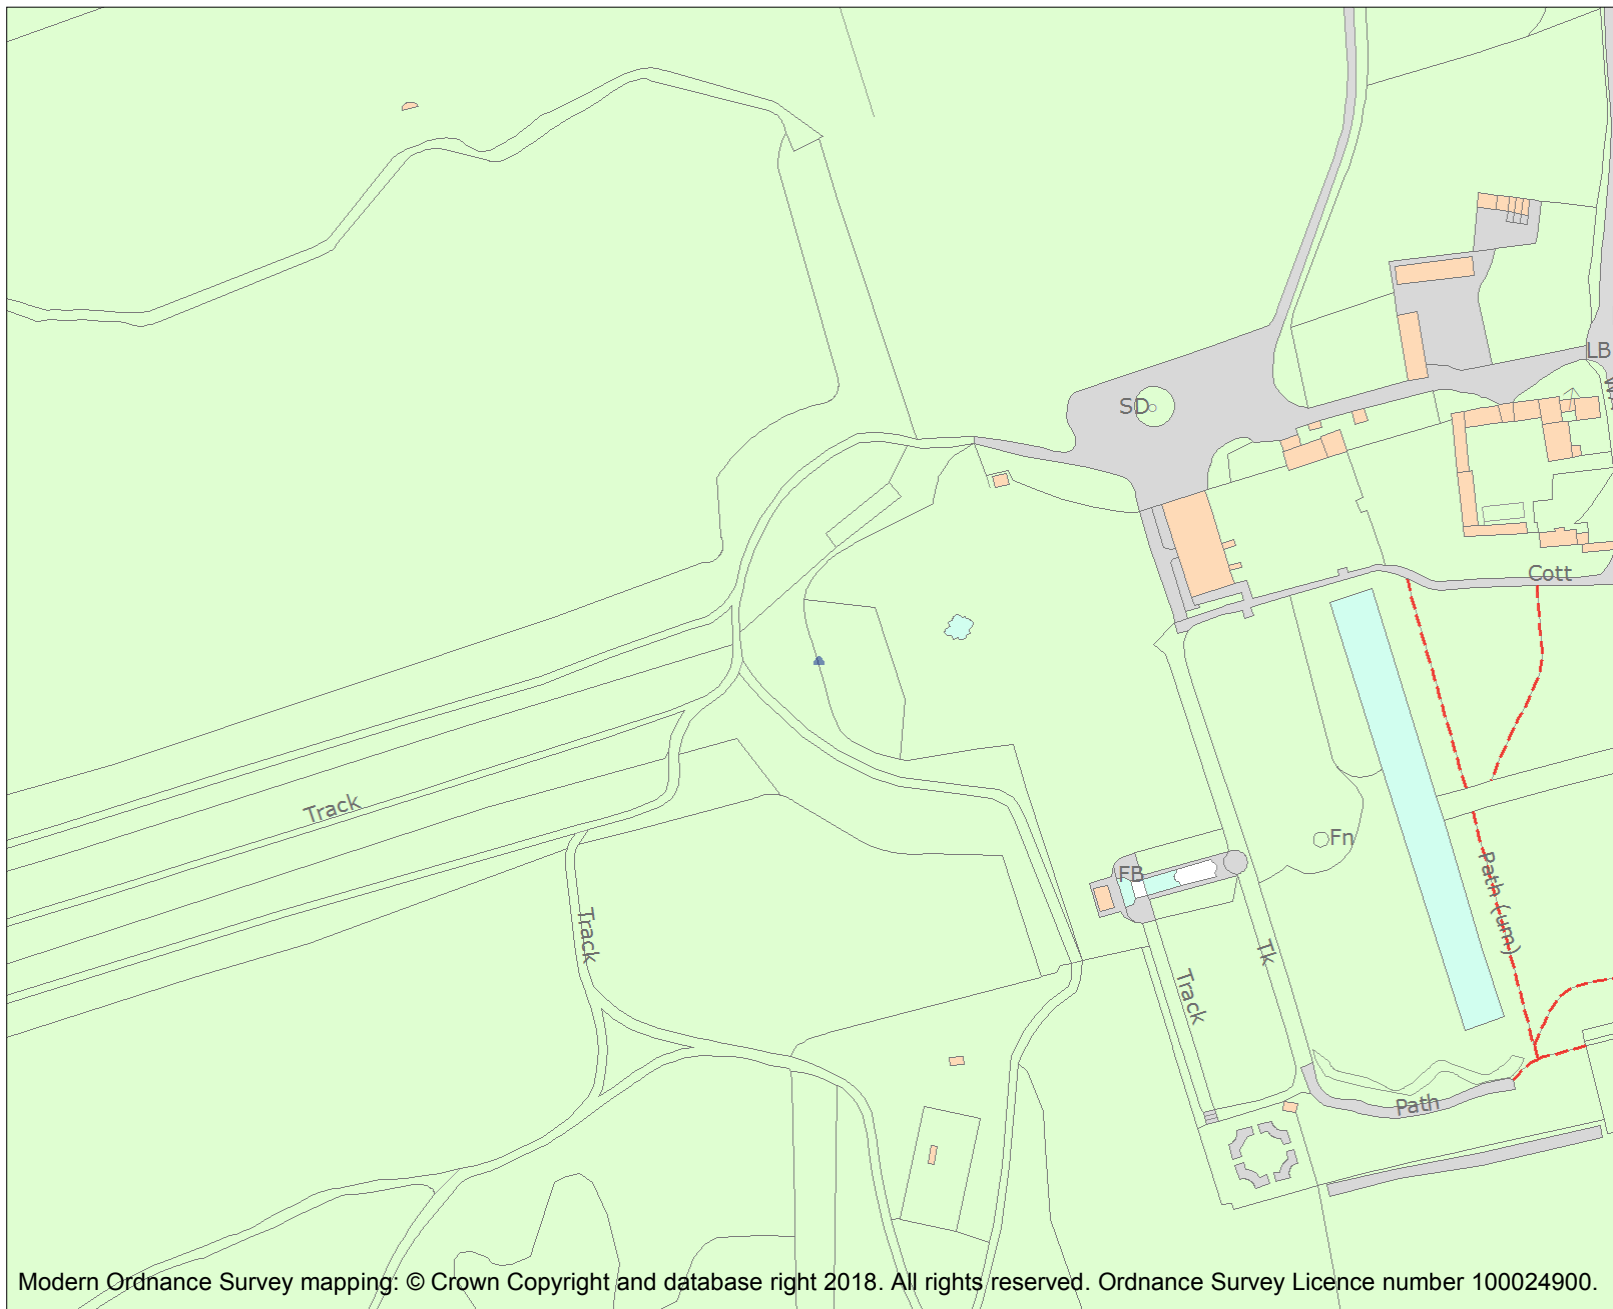 LB
SD
Cott
Track
Fn
FB
Path (um)
Track
Tk
Track
Path
Modern Ordnance Survey mapping: © Crown Copyright and database right 2018. All rights reserved. Ordnance Survey Licence number 100024900.